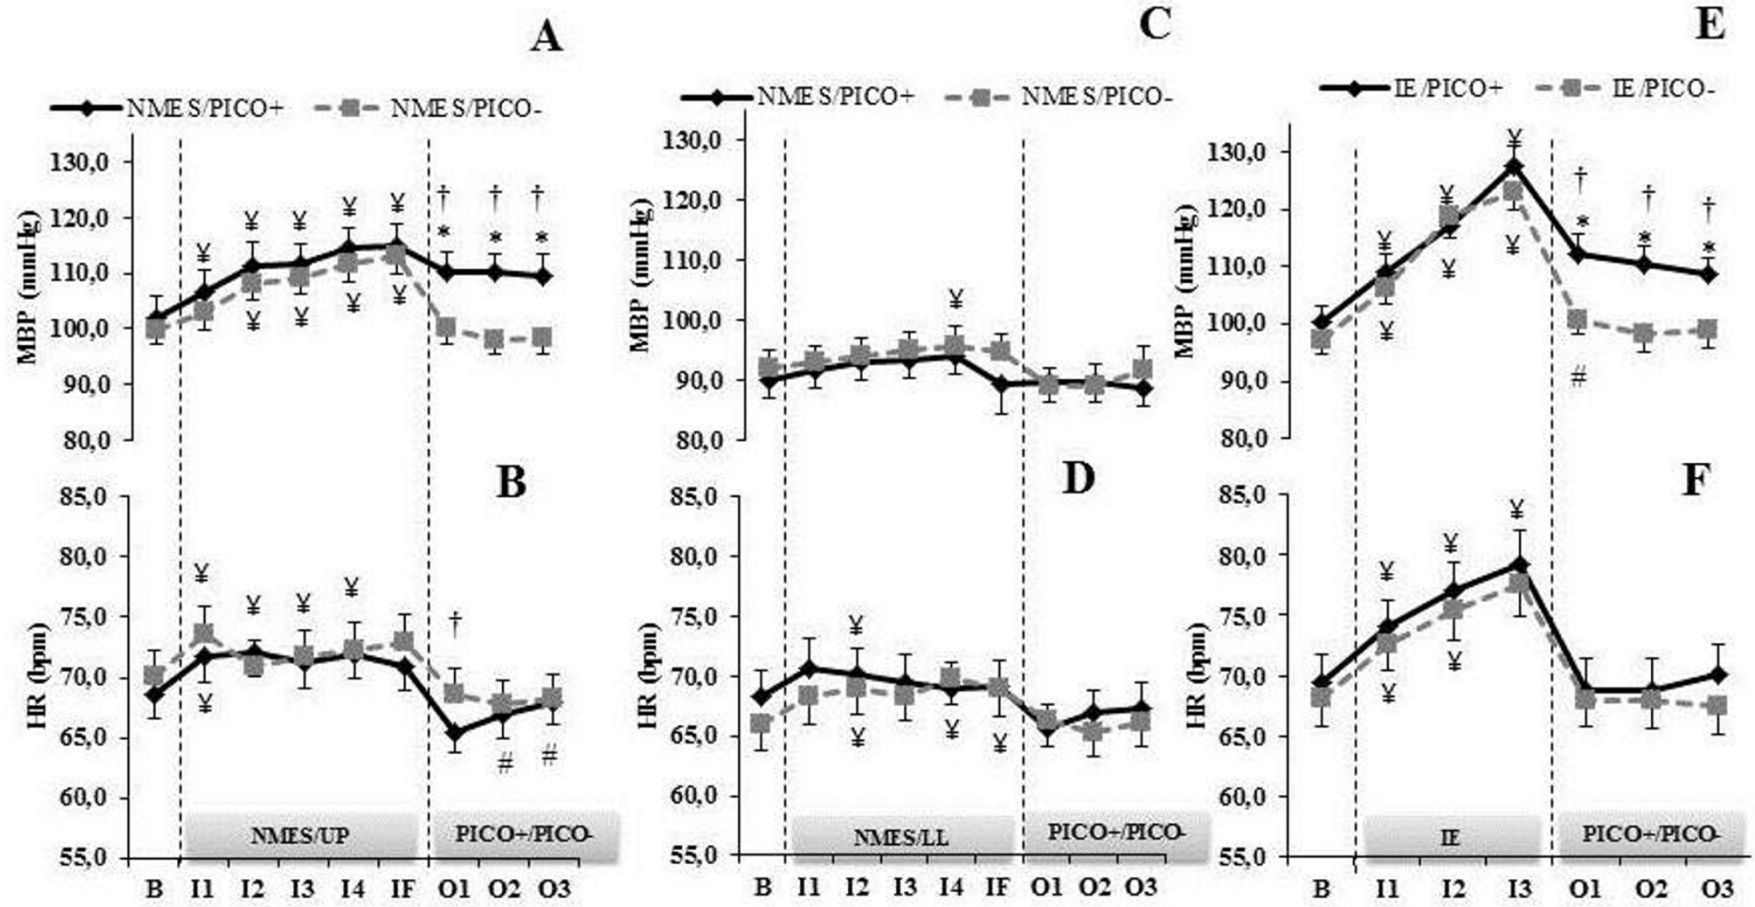 A
NMES/PICO+ NMES/PICO-
MBP (mmHg)
130,0
120,0
110,0
100,0
90,0
80,0
¥ ¥ ¥ ¥ ¥ † † †
* * *
¥ ¥ ¥ ¥
B
HR (bpm)
85,0
80,0
75,0
70,0
65,0
60,0
55,0
¥ ¥ ¥ ¥ †
¥ # #
NMES/UP PICO+/PICO-
B I1 I2 I3 I4 IF O1 O2 O3
C
NMES/PICO+ NMES/PICO-
MBP (mmHg)
130,0
120,0
110,0
100,0
90,0
80,0
¥
D
HR (bpm)
85,0
80,0
75,0
70,0
65,0
60,0
55,0
¥
¥ ¥ ¥
NMES/LL PICO+/PICO-
B I1 I2 I3 I4 IF O1 O2 O3
E
IE/PICO+ IE/PICO-
MBP (mmHg)
130,0
120,0
110,0
100,0
90,0
80,0
¥ ¥ ¥ † † †
* * *
¥ ¥ ¥ #
F
HR (bpm)
85,0
80,0
75,0
70,0
65,0
60,0
55,0
¥ ¥ ¥
¥ ¥
IE PICO+/PICO-
B I1 I2 I3 O1 O2 O3